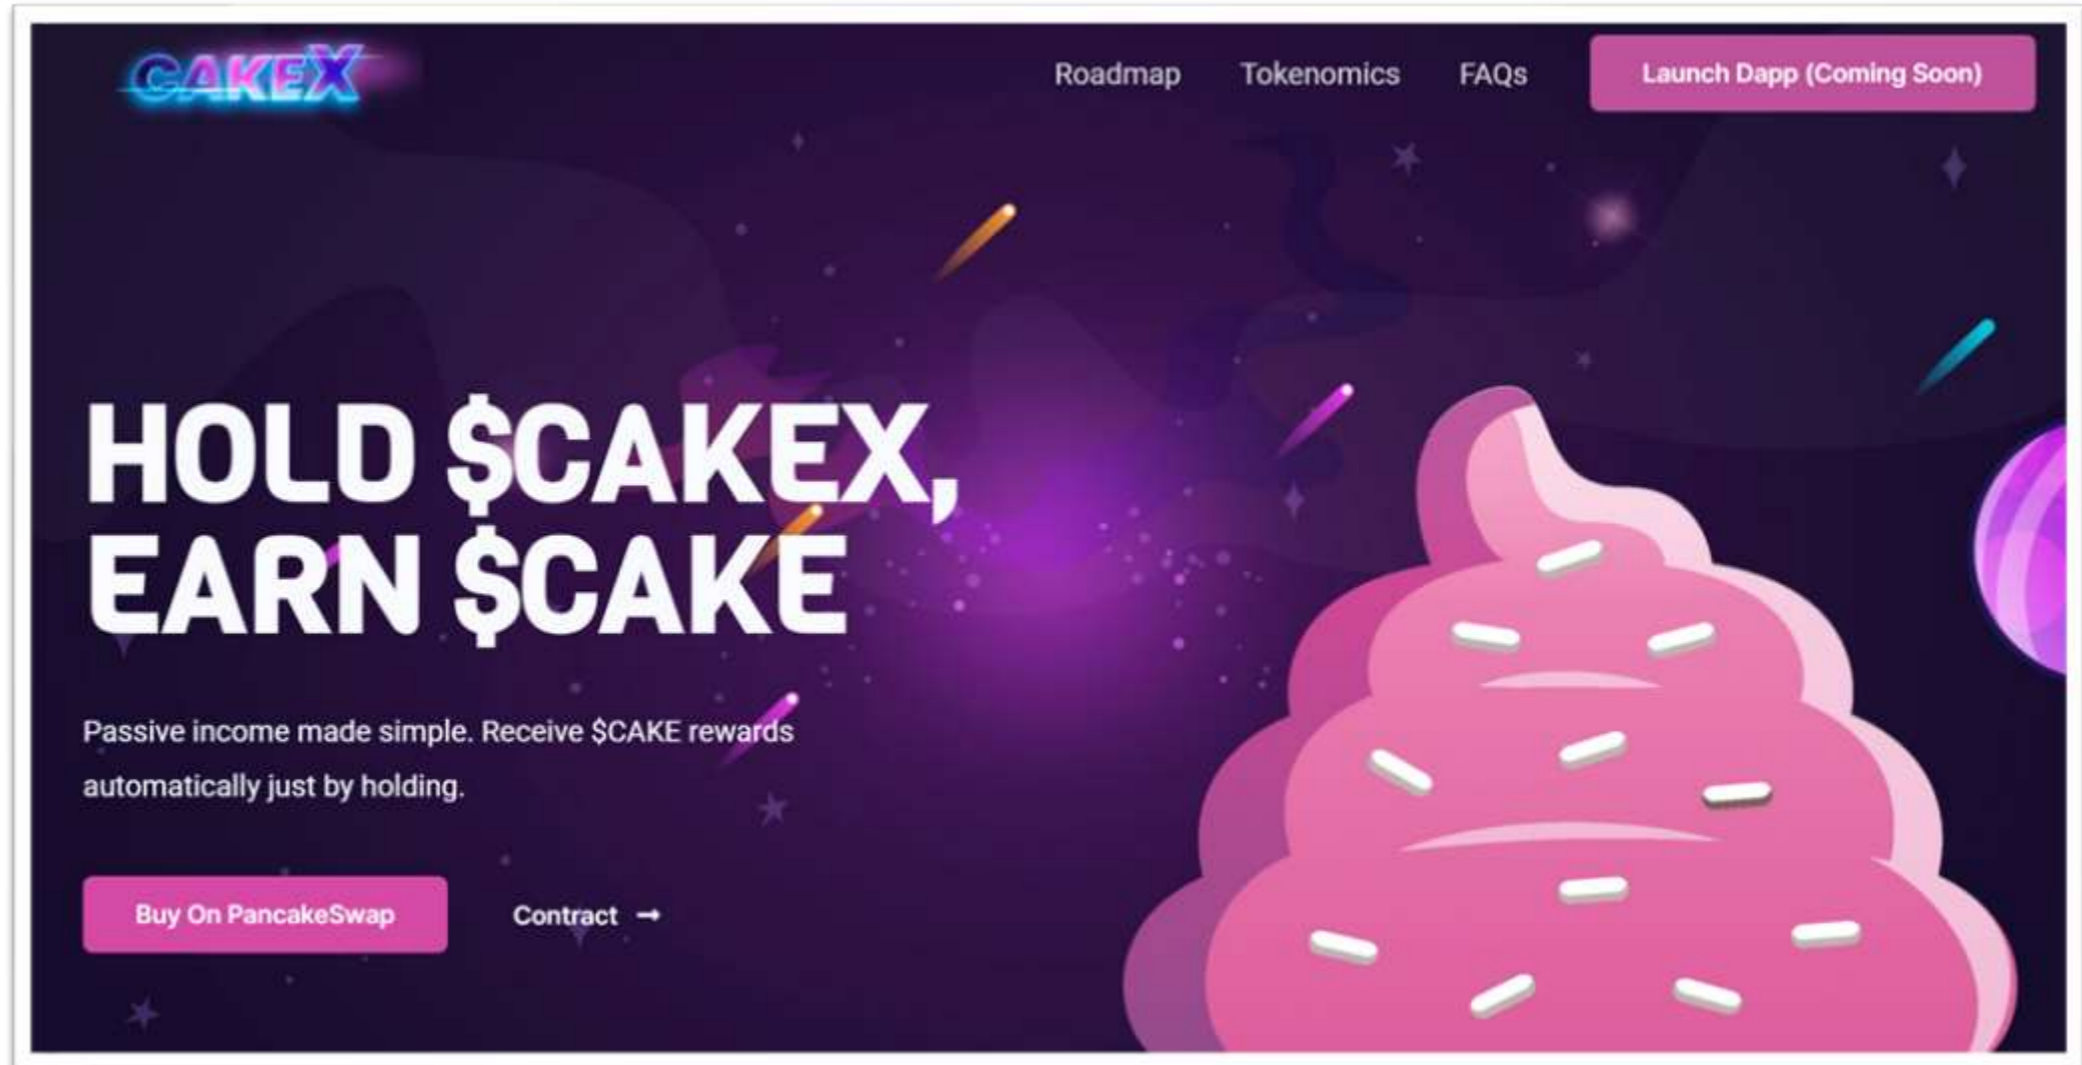 CAKEX
Roadmap
Tokenomics
FAQs
Launch Dapp (Coming Soon)
HOLD $CAKEX,
EARN $CAKE
Passive income made simple. Receive $CAKE rewards
automatically just by holding.
Buy On PancakeSwap
Contract →